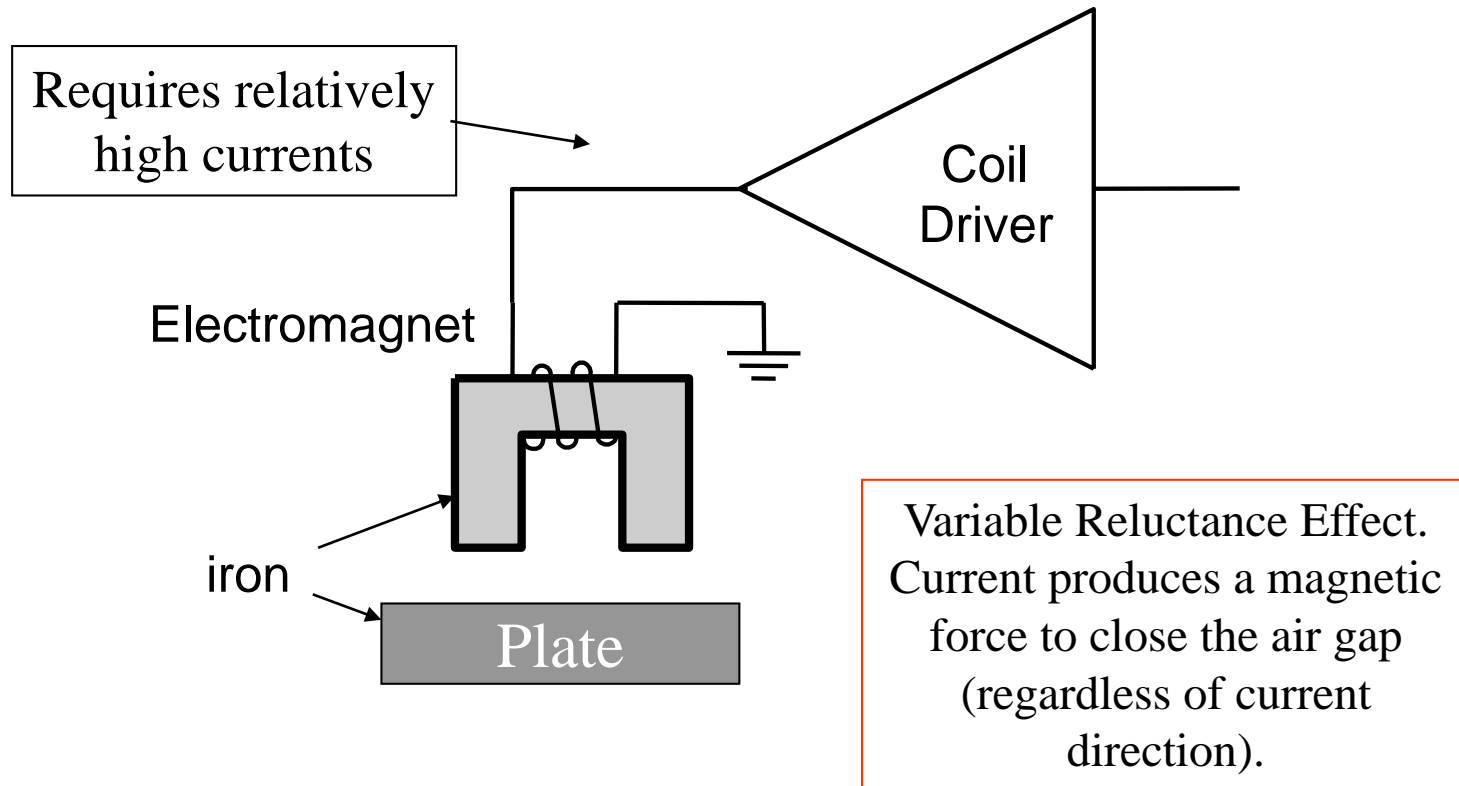 Requires relatively
high currents
Coil
Driver
Electromagnet
iron
Plate
Variable Reluctance Effect.
Current produces a magnetic
force to close the air gap
(regardless of current
direction).